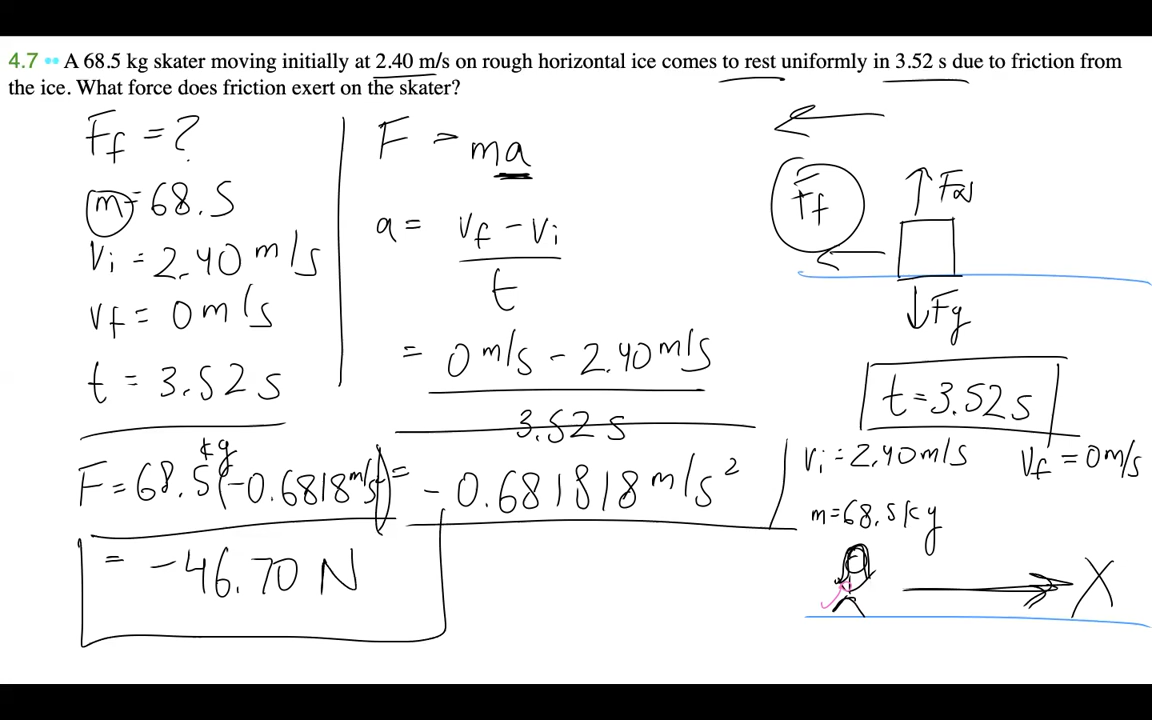 4.7 •• A 68.5 kg skater moving initially at 2.40 m/s on rough horizontal ice comes to rest uniformly in 3.52 s due to friction from
the ice. What force does friction exert on the skater?
Ff = ?
m = 68.5
Vi = 2.40 m/s
Vf = 0 m/s
t = 3.52 s
F = 68.5 kg (-0.6818 m/s²)
= -46.70 N
F = ma
a = Vf - Vi
t
= 0 m/s - 2.40 m/s
3.52 s
= -0.681818 m/s²
Ff
FN
Fg
t = 3.52 s
Vi = 2.40 m/s Vf = 0 m/s
m = 68.5 kg
X